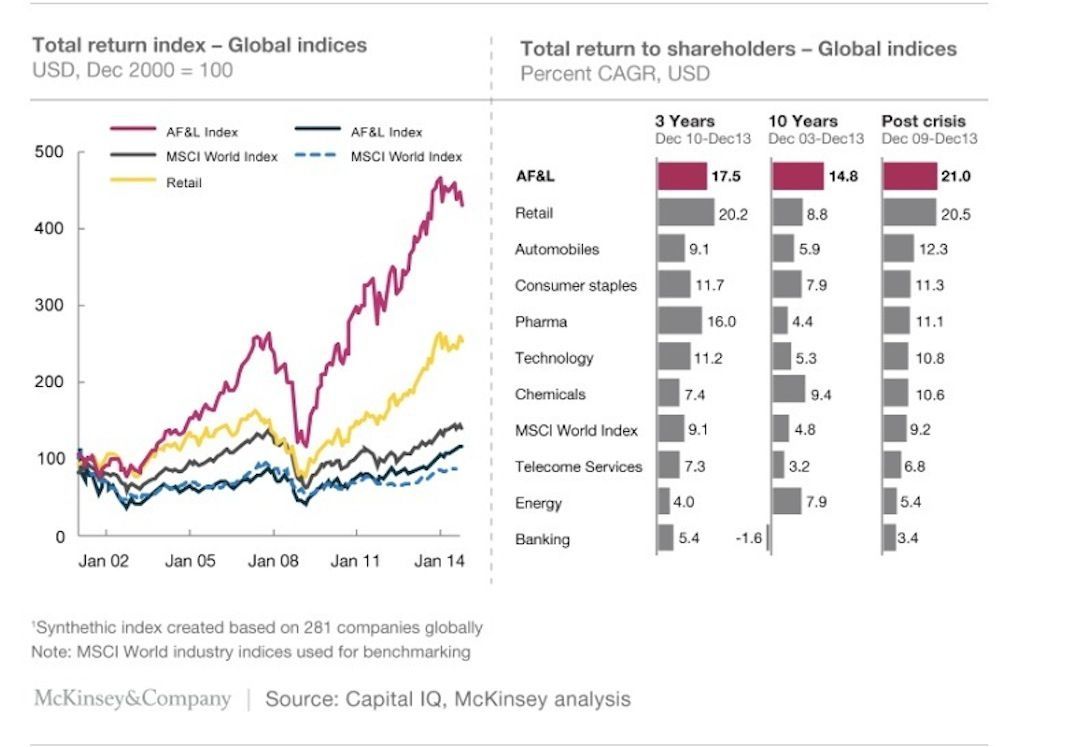 Total return index – Global indices
USD, Dec 2000 = 100
AF&L Index
AF&L Index
MSCI World Index
MSCI World Index
Retail
500
400
300
200
100
0
Jan 02 Jan 05 Jan 08 Jan 11 Jan 14
Total return to shareholders – Global indices
Percent CAGR, USD
3 Years 10 Years Post crisis
Dec 10-Dec13 Dec 03-Dec13 Dec 09-Dec13
AF&L 17.5 14.8 21.0
Retail 20.2 8.8 20.5
Automobiles 9.1 5.9 12.3
Consumer staples 11.7 7.9 11.3
Pharma 16.0 4.4 11.1
Technology 11.2 5.3 10.8
Chemicals 7.4 9.4 10.6
MSCI World Index 9.1 4.8 9.2
Telecome Services 7.3 3.2 6.8
Energy 4.0 7.9 5.4
Banking 5.4 -1.6 3.4
¹Synthethic index created based on 281 companies globally
Note: MSCI World industry indices used for benchmarking
McKinsey&Company | Source: Capital IQ, McKinsey analysis